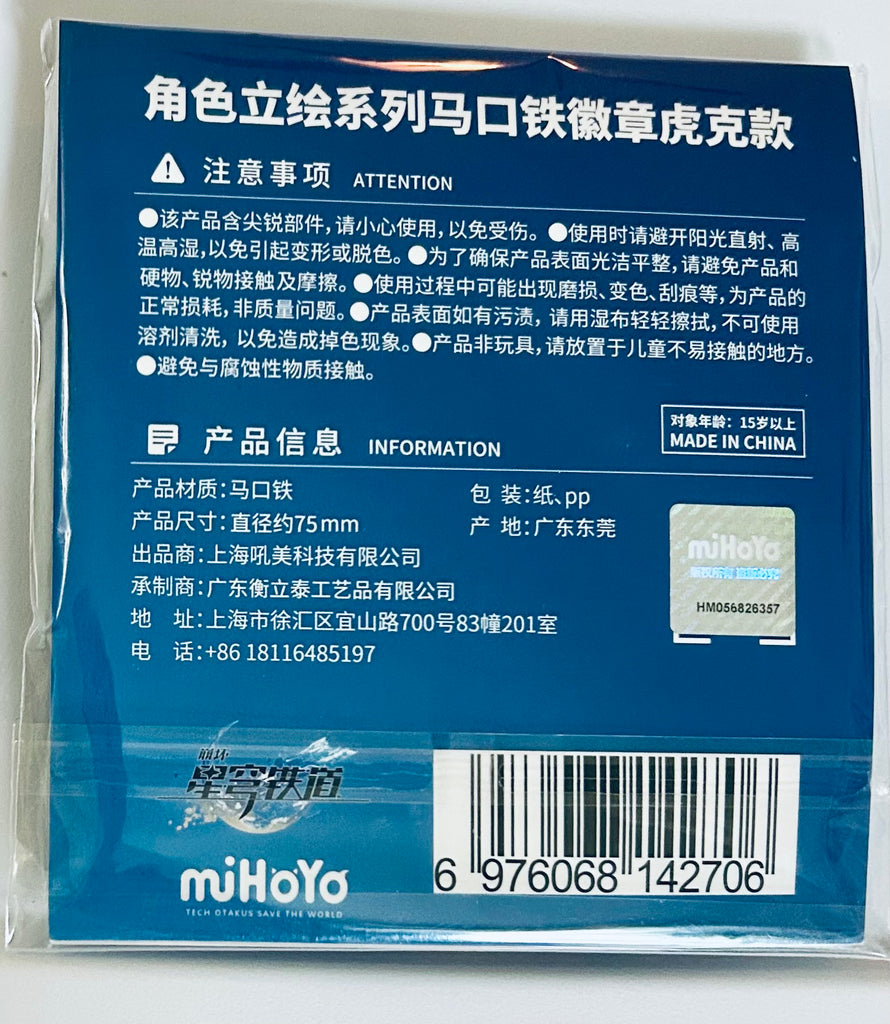 角色立绘系列马口铁徽章虎克款
注意事项 ATTENTION
●该产品含尖锐部件,请小心使用,以免受伤。●使用时请避开阳光直射、高
温高湿,以免引起变形或脱色。●为了确保产品表面光洁平整,请避免产品和
硬物、锐物接触及摩擦。●使用过程中可能出现磨损、变色、刮痕等,为产品的
正常损耗,非质量问题。●产品表面如有污渍,请用湿布轻轻擦拭,不可使用
溶剂清洗,以免造成掉色现象。●产品非玩具,请放置于儿童不易接触的地方。
●避免与腐蚀性物质接触。
对象年龄:15岁以上
MADE IN CHINA
产品信息 INFORMATION
产品材质:马口铁
包 装:纸、pp
产品尺寸:直径约75mm
产 地:广东东莞
出品商:上海吼美科技有限公司
承制商:广东衡立泰工艺品有限公司
地 址:上海市徐汇区宜山路700号83幢201室
电 话:+86 18116485197
miHoYo
版权所有 盗版必究
HM056826357
崩坏
星穹铁道
miHoYo
TECH OTAKUS SAVE THE WORLD
6 976068 142706